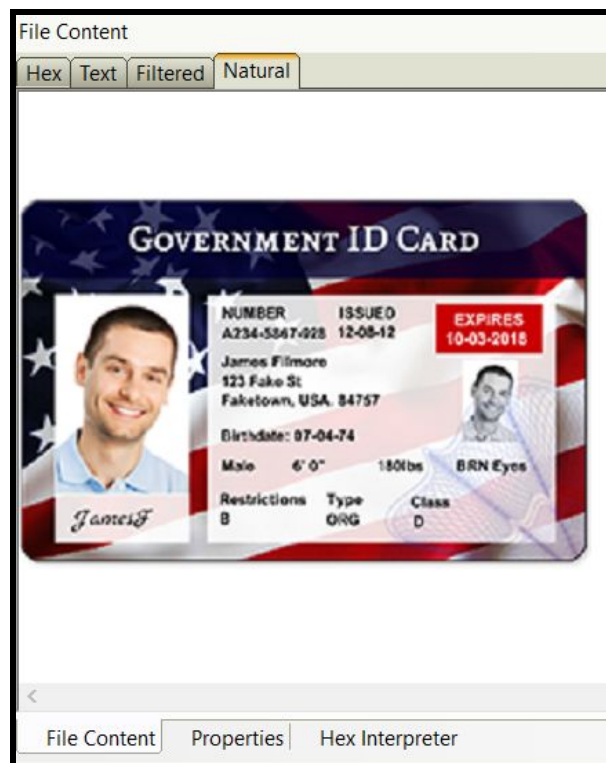 File Content
Hex Text Filtered Natural
GOVERNMENT ID CARD
NUMBER ISSUED
A234-5867-928 12-08-12
EXPIRES
10-03-2018
James Filmore
123 Fake St
Faketown, USA. 84757
Birthdate: 07-04-74
Male 6' 0" 180lbs BRN Eyes
Restrictions Type Class
B ORG D
JamesF
File Content Properties Hex Interpreter